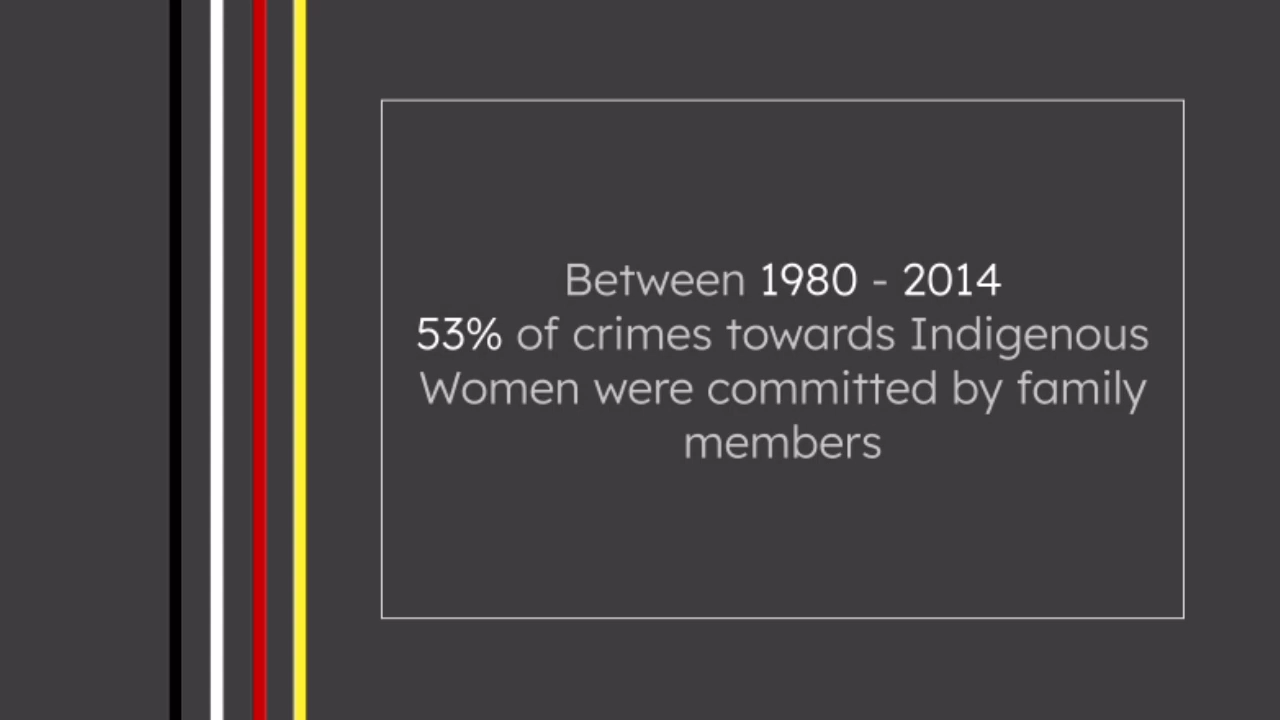 Between 1980 - 2014
53% of crimes towards Indigenous
Women were committed by family
members